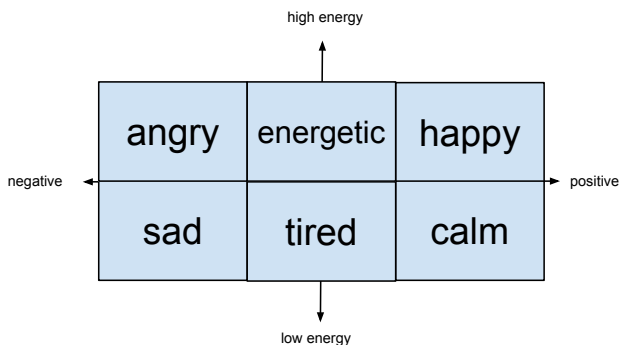 high energy
angry
energetic
happy
negative
positive
sad
tired
calm
low energy